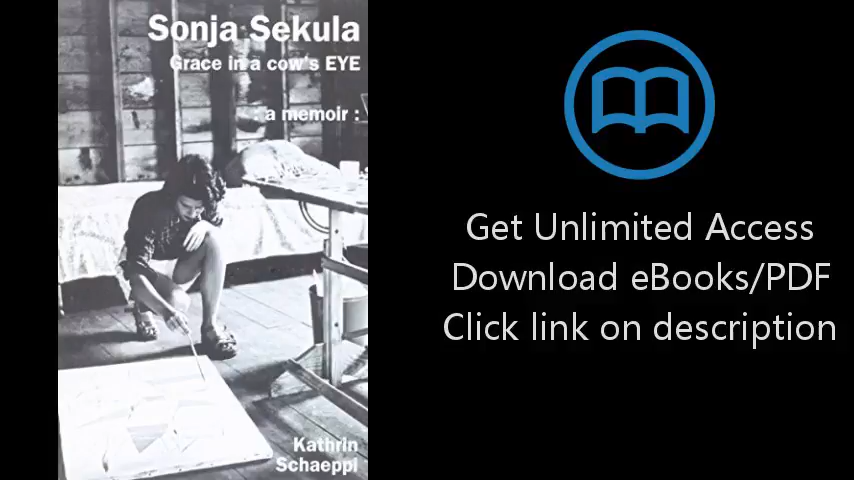 Sonja Sekula
Grace in a cow's EYE
: a memoir :
Kathrin
Schaeppi
Get Unlimited Access
Download eBooks/PDF
Click link on description